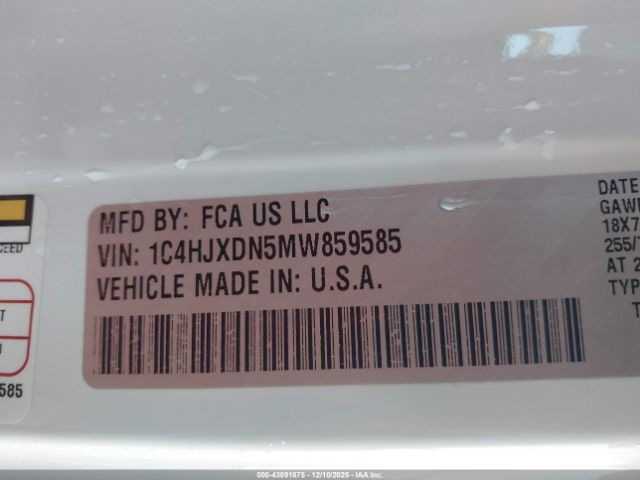 MFD BY: FCA US LLC
VIN: 1C4HJXDN5MW859585
VEHICLE MADE IN: U.S.A.
DATE
GAWR
18X7
255/7
AT 2
TYP
T
CEED
T
585
000-43891875 --- 12/10/2025 --- IAA Inc.